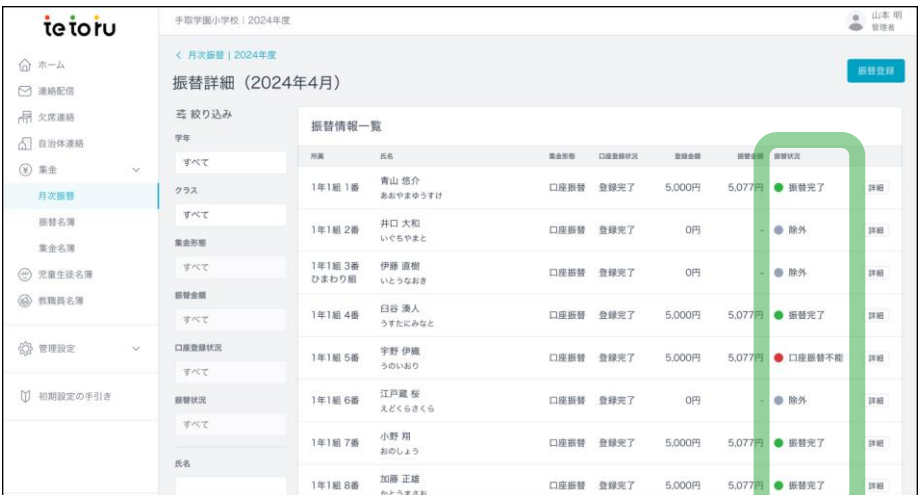 tetoru
手取学園小学校｜2024年度
山本 明
管理者
ホーム
連絡配信
欠席連絡
自治体連絡
集金
月次振替
振替名簿
集金名簿
児童生徒名簿
教職員名簿
管理設定
初期設定の手引き
< 月次振替 | 2024年度
振替詳細（2024年4月）
振替登録
絞り込み
学年
すべて
クラス
すべて
集金形態
すべて
振替金額
すべて
口座登録状況
すべて
振替状況
すべて
氏名
振替情報一覧
所属 氏名 集金形態 口座登録状況 登録金額 振替金額 振替状況
1年1組 1番 青山 悠介 口座振替 登録完了 5,000円 5,077円 振替完了 詳細
あおやまゆうすけ
1年1組 2番 井口 大和 口座振替 登録完了 0円 - 除外 詳細
いぐちやまと
1年1組 3番 伊藤 直樹 口座振替 登録完了 0円 - 除外 詳細
ひまわり組 いとうなおき
1年1組 4番 臼谷 湊人 口座振替 登録完了 5,000円 5,077円 振替完了 詳細
うすたにみなと
1年1組 5番 宇野 伊織 口座振替 登録完了 5,000円 5,077円 口座振替不能 詳細
うのいおり
1年1組 6番 江戸蔵 桜 口座振替 登録完了 0円 - 除外 詳細
えどくらさくら
1年1組 7番 小野 翔 口座振替 登録完了 5,000円 5,077円 振替完了 詳細
おのしょう
1年1組 8番 加藤 正雄 口座振替 登録完了 5,000円 5,077円 振替完了 詳細
かとうまさお